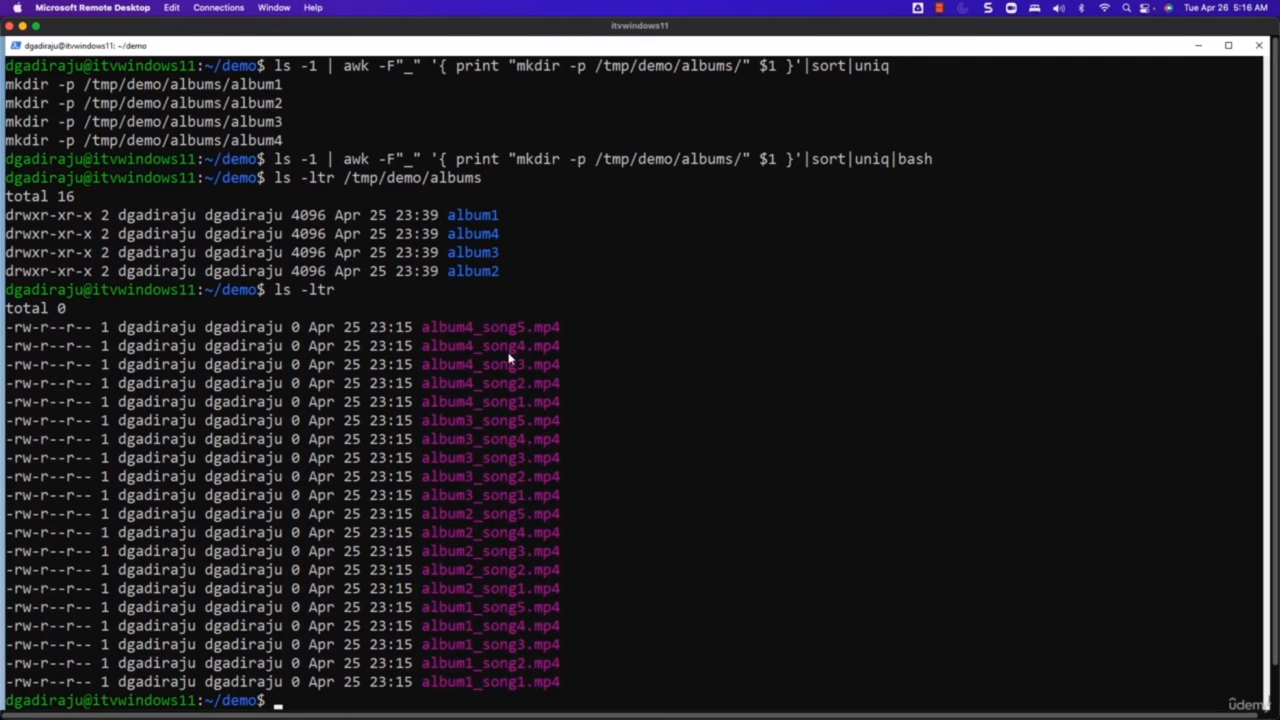 Microsoft Remote Desktop Edit Connections Window Help Tue Apr 26 5:16 AM
itvwindows11
dgadiraju@itvwindows11: ~/demo
dgadiraju@itvwindows11:~/demo$ ls -1 | awk -F"_" '{ print "mkdir -p /tmp/demo/albums/" $1 }'|sort|uniq
mkdir -p /tmp/demo/albums/album1
mkdir -p /tmp/demo/albums/album2
mkdir -p /tmp/demo/albums/album3
mkdir -p /tmp/demo/albums/album4
dgadiraju@itvwindows11:~/demo$ ls -1 | awk -F"_" '{ print "mkdir -p /tmp/demo/albums/" $1 }'|sort|uniq|bash
dgadiraju@itvwindows11:~/demo$ ls -ltr /tmp/demo/albums
total 16
drwxr-xr-x 2 dgadiraju dgadiraju 4096 Apr 25 23:39 album1
drwxr-xr-x 2 dgadiraju dgadiraju 4096 Apr 25 23:39 album4
drwxr-xr-x 2 dgadiraju dgadiraju 4096 Apr 25 23:39 album3
drwxr-xr-x 2 dgadiraju dgadiraju 4096 Apr 25 23:39 album2
dgadiraju@itvwindows11:~/demo$ ls -ltr
total 0
-rw-r--r-- 1 dgadiraju dgadiraju 0 Apr 25 23:15 album4_song5.mp4
-rw-r--r-- 1 dgadiraju dgadiraju 0 Apr 25 23:15 album4_song4.mp4
-rw-r--r-- 1 dgadiraju dgadiraju 0 Apr 25 23:15 album4_song3.mp4
-rw-r--r-- 1 dgadiraju dgadiraju 0 Apr 25 23:15 album4_song2.mp4
-rw-r--r-- 1 dgadiraju dgadiraju 0 Apr 25 23:15 album4_song1.mp4
-rw-r--r-- 1 dgadiraju dgadiraju 0 Apr 25 23:15 album3_song5.mp4
-rw-r--r-- 1 dgadiraju dgadiraju 0 Apr 25 23:15 album3_song4.mp4
-rw-r--r-- 1 dgadiraju dgadiraju 0 Apr 25 23:15 album3_song3.mp4
-rw-r--r-- 1 dgadiraju dgadiraju 0 Apr 25 23:15 album3_song2.mp4
-rw-r--r-- 1 dgadiraju dgadiraju 0 Apr 25 23:15 album3_song1.mp4
-rw-r--r-- 1 dgadiraju dgadiraju 0 Apr 25 23:15 album2_song5.mp4
-rw-r--r-- 1 dgadiraju dgadiraju 0 Apr 25 23:15 album2_song4.mp4
-rw-r--r-- 1 dgadiraju dgadiraju 0 Apr 25 23:15 album2_song3.mp4
-rw-r--r-- 1 dgadiraju dgadiraju 0 Apr 25 23:15 album2_song2.mp4
-rw-r--r-- 1 dgadiraju dgadiraju 0 Apr 25 23:15 album2_song1.mp4
-rw-r--r-- 1 dgadiraju dgadiraju 0 Apr 25 23:15 album1_song5.mp4
-rw-r--r-- 1 dgadiraju dgadiraju 0 Apr 25 23:15 album1_song4.mp4
-rw-r--r-- 1 dgadiraju dgadiraju 0 Apr 25 23:15 album1_song3.mp4
-rw-r--r-- 1 dgadiraju dgadiraju 0 Apr 25 23:15 album1_song2.mp4
-rw-r--r-- 1 dgadiraju dgadiraju 0 Apr 25 23:15 album1_song1.mp4
dgadiraju@itvwindows11:~/demo$
ûdemy